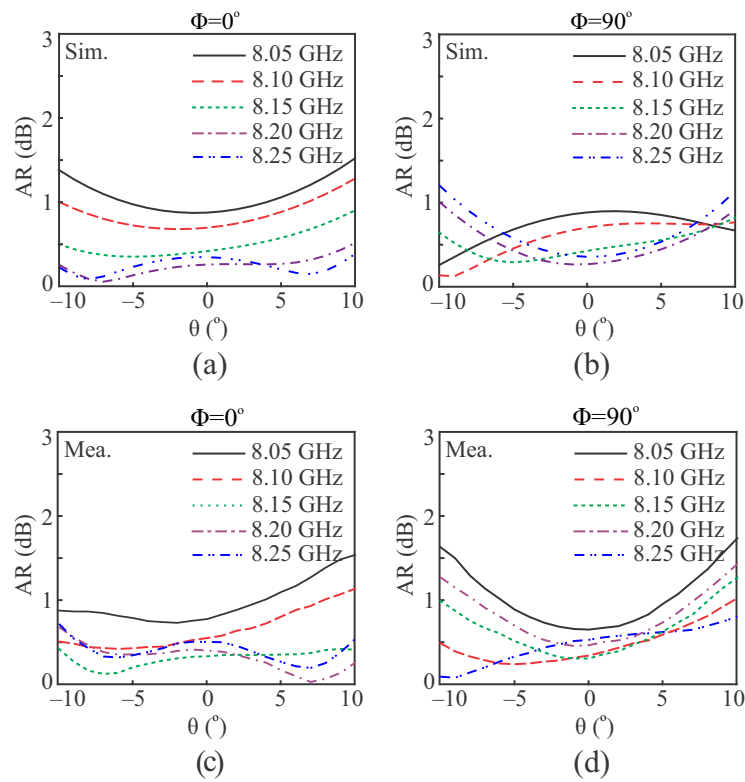 Φ=0°
3
Sim.
8.05 GHz
8.10 GHz
2
8.15 GHz
8.20 GHz
8.25 GHz
AR (dB)
1
0
–10 –5 0 5 10
θ (°)
(a)
Φ=90°
3
Sim.
8.05 GHz
8.10 GHz
2
8.15 GHz
8.20 GHz
8.25 GHz
AR (dB)
1
0
–10 –5 0 5 10
θ (°)
(b)
Φ=0°
3
Mea.
8.05 GHz
8.10 GHz
2
8.15 GHz
8.20 GHz
8.25 GHz
AR (dB)
1
0
–10 –5 0 5 10
θ (°)
(c)
Φ=90°
3
Mea.
8.05 GHz
8.10 GHz
2
8.15 GHz
8.20 GHz
8.25 GHz
AR (dB)
1
0
–10 –5 0 5 10
θ (°)
(d)